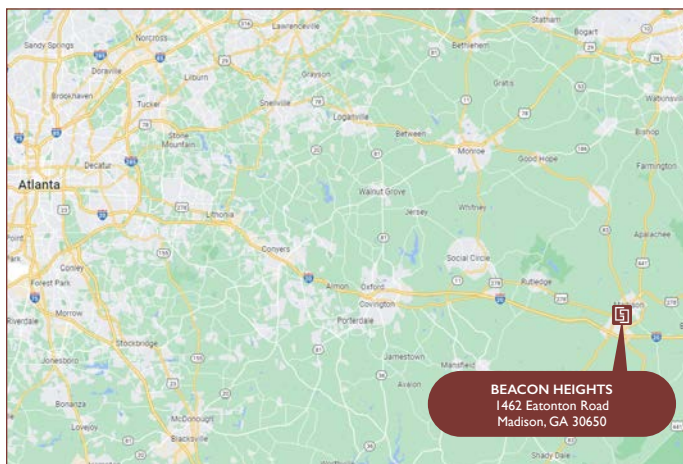 Norcross
Lawrenceville
Statham
Bogart
Sandy Springs
Bethlehem
Doraville
Lilburn
Grayson
Gratis
Brookhaven
Tucker
Snellville
Loganville
Between
Watkinsville
Stone
Mountain
Bishop
Decatur
Monroe
Good Hope
Farmington
Atlanta
Walnut Grove
Lithonia
Jersey
Whitney
Conyers
Social Circle
Apalachee
Conley
Almon
Oxford
Rutledge
Forest Park
Covington
Riverdale
Morrow
Porterdale
Stockbridge
Jonesboro
Jamestown
Mansfield
Avalon
Bonanza
Lovejoy
McDonough
Blacksville
BEACON HEIGHTS
1462 Eatonton Road
Madison, GA 30650
Shady Dale